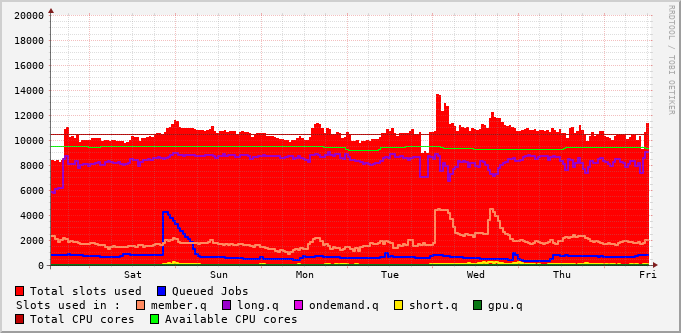 20000
18000
16000
14000
12000
10000
8000
6000
4000
2000
0
Sat Sun Mon Tue Wed Thu Fri
RRDTOOL / TOBI OETIKER
Total slots used Queued Jobs
Slots used in : member.q long.q ondemand.q short.q gpu.q
Total CPU cores Available CPU cores